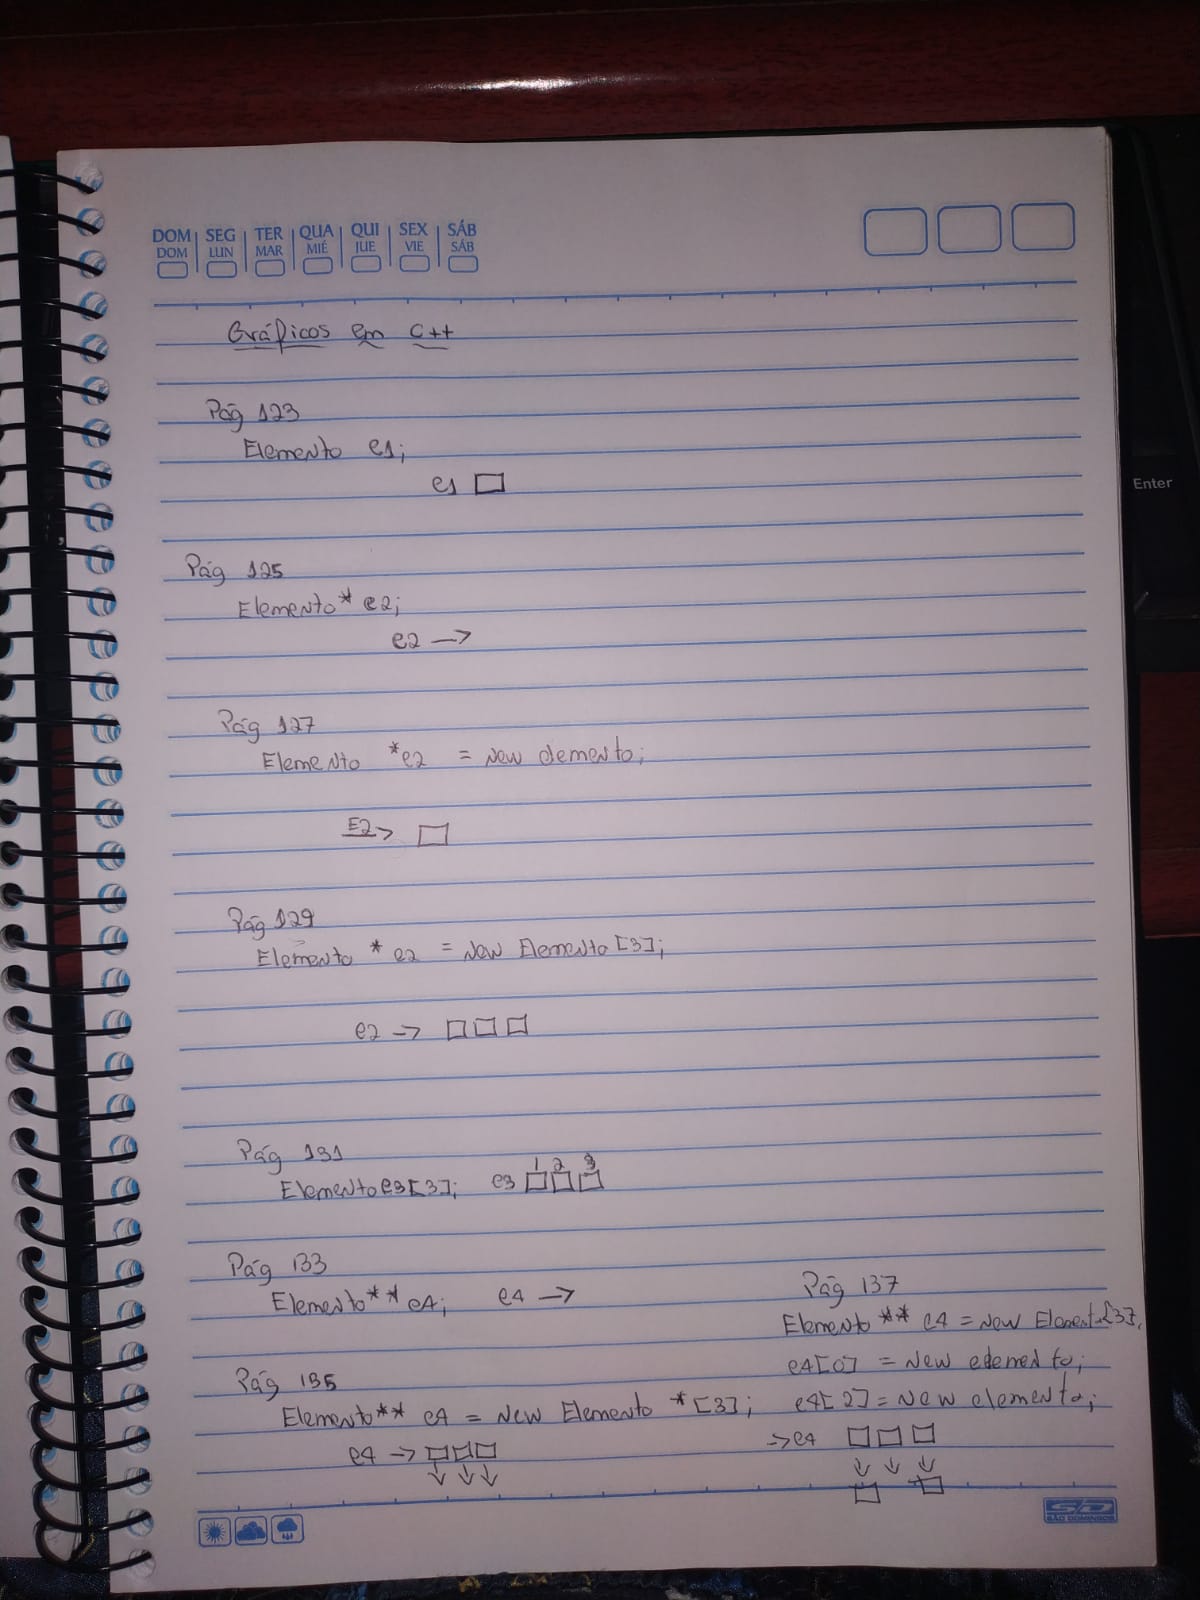 DOM SEG TER QUA QUI SEX SÁB
DOM LUN MAR MIÉ JUE VIE SÁB
Gráficos em C++
Pág 123
Elemento e1;
e1
Pág 125
Elemento* e2;
e2 →
Pág 127
Elemento *e2 = New elemento;
E2→
Pág 129
Elemento * e2 = New Elemento [3];
e2 →
Pág 131
1 2 3
Elemento e3[3]; e3
Pág 133
Elemento** e4; e4 →
Pág 135
Elemento** e4 = New Elemento *[3];
e4 →
Pág 137
Elemento ** e4 = New Elemento[3];
e4[0] = New elemento;
e4[2] = New elemento;
→e4
S/D
SÃO DOMINGOS
Enter